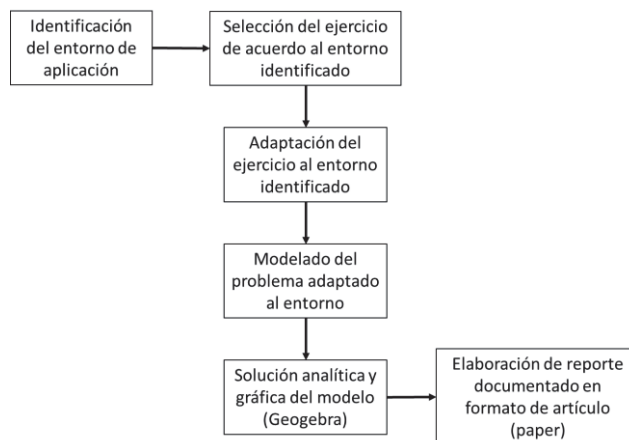 Identificación
del entorno de
aplicación
Selección del ejercicio
de acuerdo al entorno
identificado
Adaptación del
ejercicio al entorno
identificado
Modelado del
problema adaptado
al entorno
Solución analítica y
gráfica del modelo
(Geogebra)
Elaboración de reporte
documentado en
formato de artículo
(paper)